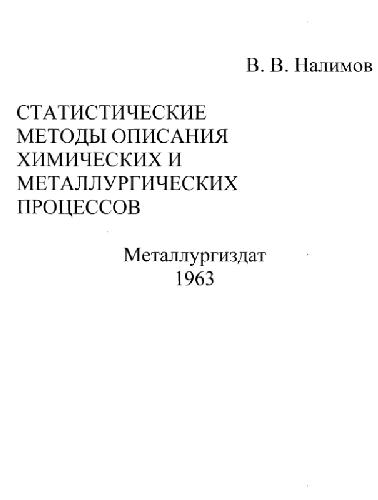 В. В. Налимов
СТАТИСТИЧЕСКИЕ
МЕТОДЫ ОПИСАНИЯ
ХИМИЧЕСКИХ И
МЕТАЛЛУРГИЧЕСКИХ
ПРОЦЕССОВ
Металлургиздат
1963